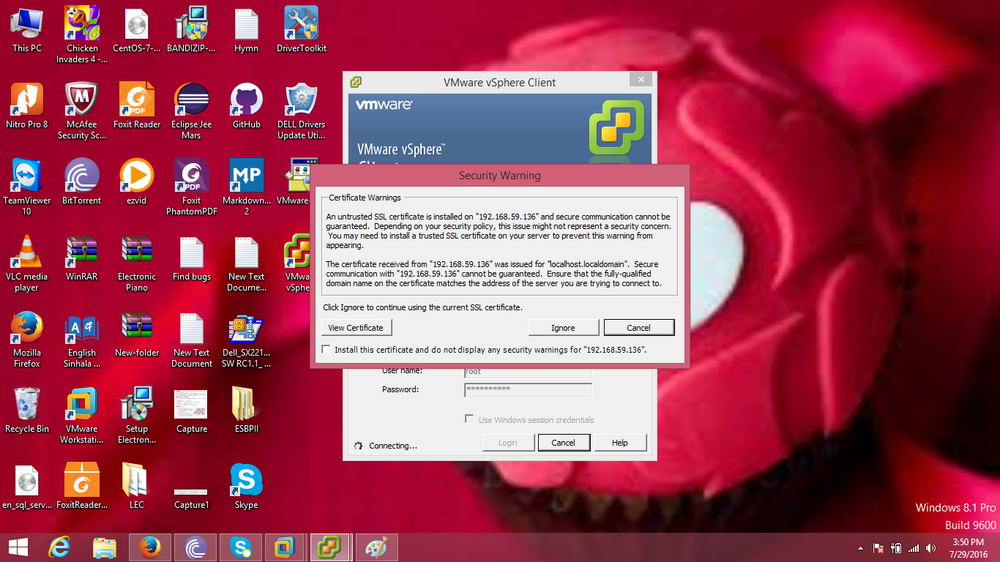 This PC
Chicken
Invaders 4 -...
CentOS-7-...
BANDIZIP-...
Hymn
DriverToolkit
Nitro Pro 8
McAfee
Security Sc...
Foxit Reader
Eclipse Jee
Mars
GitHub
DELL Drivers
Update Uti...
TeamViewer
10
BitTorrent
ezvid
PDF
Foxit
PhantomPDF
MP
Markdown...
2
VMware-
VLC media
player
WinRAR
Electronic
Piano
Find bugs
New Text
Docume...
VMwa
vSphe
Mozilla
Firefox
English
Sinhala ...
New-folder
New Text
Document
Dell_SX221...
SW RC1.1_ ...
Recycle Bin
VMware
Workstati...
Setup
Electron...
Capture
ESBPII
en_sql_serv...
FoxitReader...
LEC
Capture1
Skype
VMware vSphere Client
vmware®
VMware vSphere™
Client
Security Warning
Certificate Warnings
An untrusted SSL certificate is installed on "192.168.59.136" and secure communication cannot be
guaranteed. Depending on your security policy, this issue might not represent a security concern.
You may need to install a trusted SSL certificate on your server to prevent this warning from
appearing.
The certificate received from "192.168.59.136" was issued for "localhost.localdomain". Secure
communication with "192.168.59.136" cannot be guaranteed. Ensure that the fully-qualified
domain name on the certificate matches the address of the server you are trying to connect to.
Click Ignore to continue using the current SSL certificate.
View Certificate
Ignore
Cancel
Install this certificate and do not display any security warnings for "192.168.59.136".
User name:
root
Password:
**********
Use Windows session credentials
Connecting...
Login
Cancel
Help
Windows 8.1 Pro
Build 9600
3:50 PM
7/29/2016